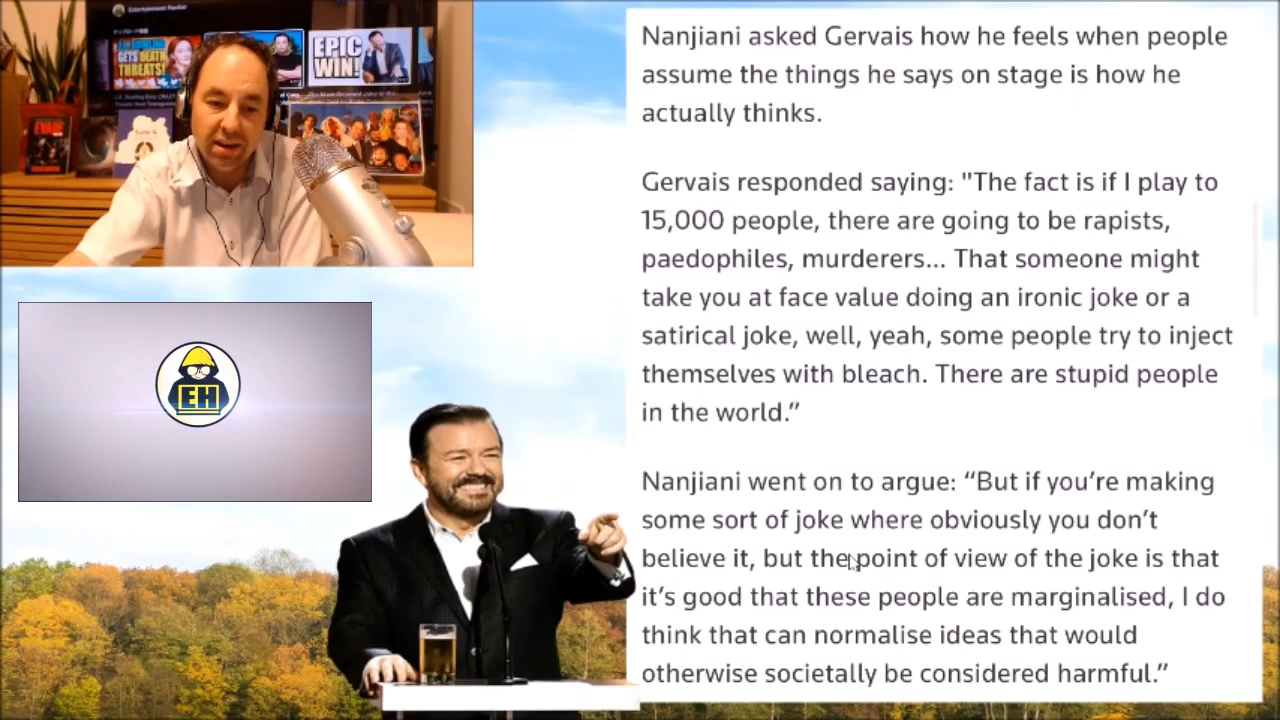 Entertainment Hacker
J.K. ROWLING
GETS DEATH
THREATS!
EPIC
WIN!
Nanjiani asked Gervais how he feels when people
assume the things he says on stage is how he
actually thinks.
Gervais responded saying: "The fact is if I play to
15,000 people, there are going to be rapists,
paedophiles, murderers... That someone might
take you at face value doing an ironic joke or a
satirical joke, well, yeah, some people try to inject
themselves with bleach. There are stupid people
in the world.”
Nanjiani went on to argue: “But if you’re making
some sort of joke where obviously you don’t
believe it, but the point of view of the joke is that
it’s good that these people are marginalised, I do
think that can normalise ideas that would
otherwise societally be considered harmful.”
EH